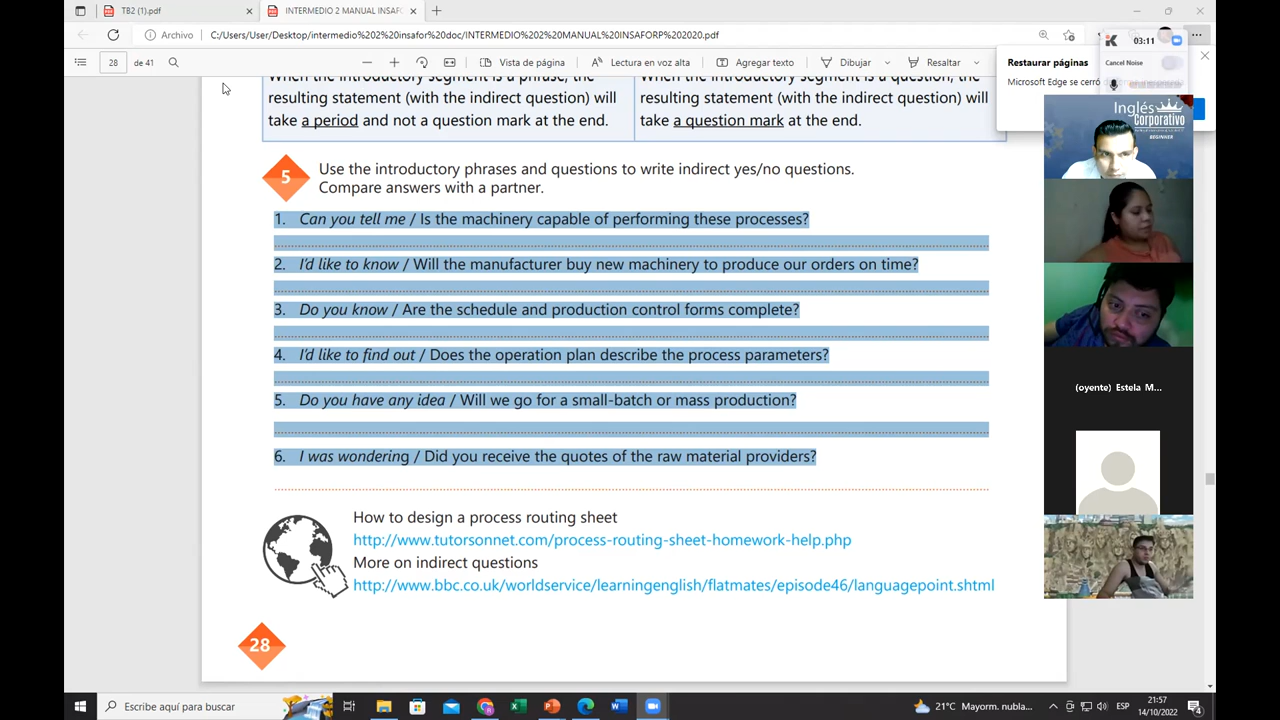 TB2 (1).pdf
INTERMEDIO 2 MANUAL INSAFOR
Archivo
C:/Users/User/Desktop/intermedio%202%20insafor%20doc/INTERMEDIO%202%20MANUAL%20INSAFORP%202020.pdf
28 de 41
Vista de página
Lectura en voz alta
Agregar texto
Dibujar
Resaltar
03:11
Cancel Noise
Restaurar páginas
Microsoft Edge se cerró
Inglés
Corporativo
BEGINNER
resulting statement (with the indirect question) will
take a period and not a question mark at the end.
resulting statement (with the indirect question) will
take a question mark at the end.
5
Use the introductory phrases and questions to write indirect yes/no questions.
Compare answers with a partner.
1. Can you tell me / Is the machinery capable of performing these processes?
2. I'd like to know / Will the manufacturer buy new machinery to produce our orders on time?
3. Do you know / Are the schedule and production control forms complete?
4. I'd like to find out / Does the operation plan describe the process parameters?
5. Do you have any idea / Will we go for a small-batch or mass production?
6. I was wondering / Did you receive the quotes of the raw material providers?
(oyente) Estela M...
How to design a process routing sheet
http://www.tutorsonnet.com/process-routing-sheet-homework-help.php
More on indirect questions
http://www.bbc.co.uk/worldservice/learningenglish/flatmates/episode46/languagepoint.shtml
28
Escribe aquí para buscar
21°C Mayorm. nubla...
ESP
21:57
14/10/2022
4